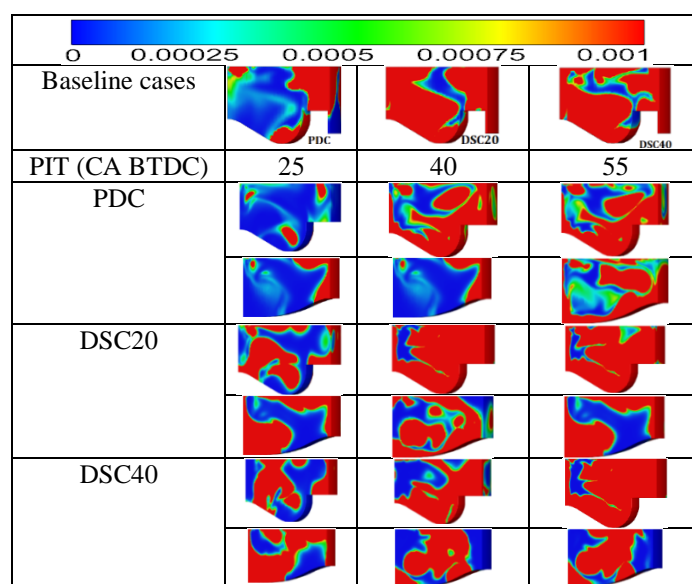 0 0.00025 0.0005 0.00075 0.001
Baseline cases
PDC
DSC20
DSC40
PIT (CA BTDC) 25 40 55
PDC
DSC20
DSC40